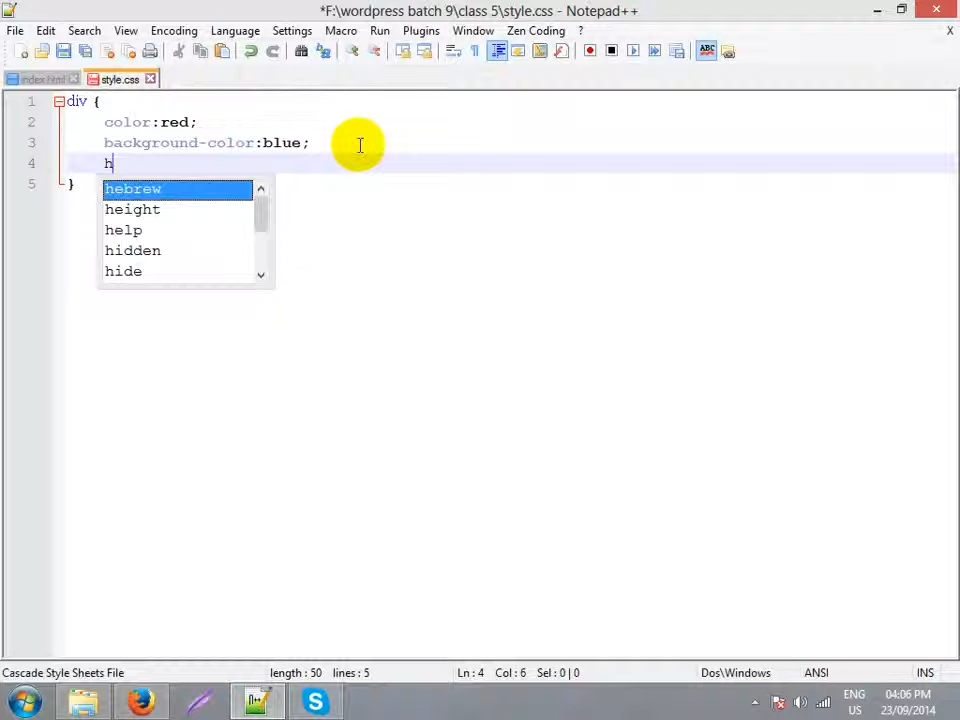 *F:\wordpress batch 9\class 5\style.css - Notepad++
File Edit Search View Encoding Language Settings Macro Run Plugins Window Zen Coding ? X
index.html style.css
1 div {
2 color:red;
3 background-color:blue;
4 h
5 }
hebrew
height
help
hidden
hide
Cascade Style Sheets File length : 50 lines : 5 Ln : 4 Col : 6 Sel : 0 | 0 Dos\Windows ANSI INS
ENG 04:06 PM
US 23/09/2014